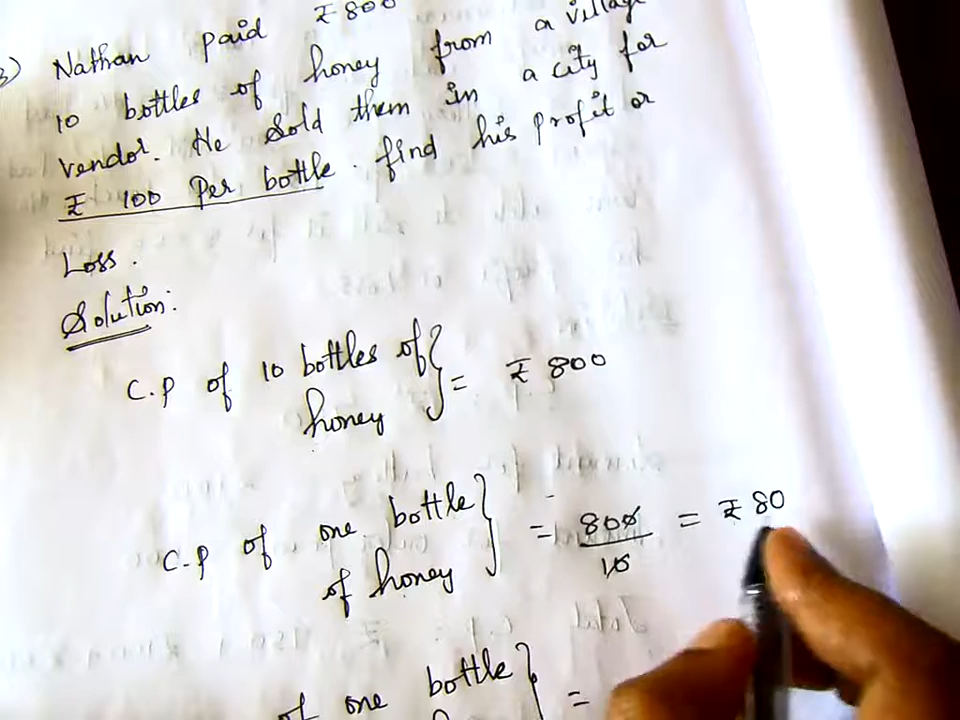 3) Nathan paid ₹ 800
10 bottles of honey from a village
vendor. He Sold them in a city for
₹ 100 Per bottle. find his profit or
Loss.
Solution:
C.P of 10 bottles of honey } = ₹ 800
C.P of one bottle of honey } = 800/10 = ₹ 80
of one bottle } =